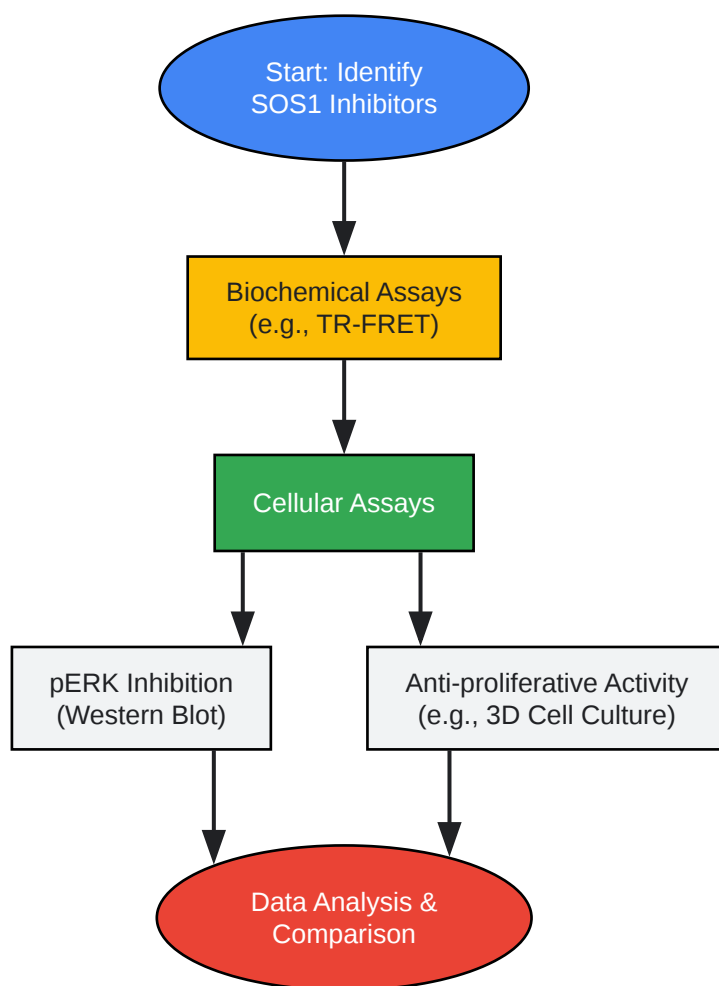 Start: Identify
SOS1 Inhibitors
Biochemical Assays
(e.g., TR-FRET)
Cellular Assays
pERK Inhibition
(Western Blot)
Anti-proliferative Activity
(e.g., 3D Cell Culture)
Data Analysis &
Comparison